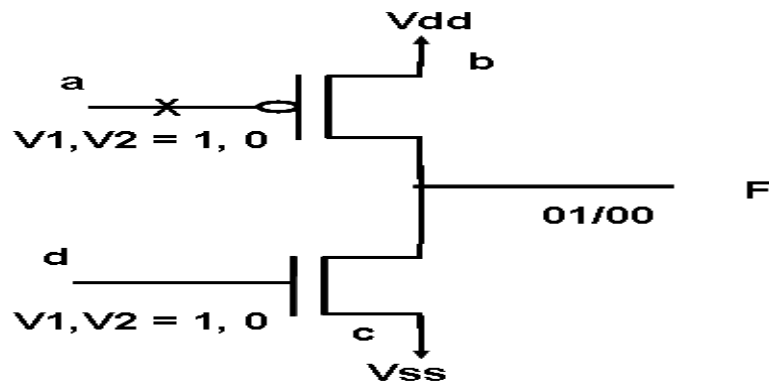 Vdd
b
a
V1,V2 = 1, 0
F
01/00
d
V1,V2 = 1, 0
c
Vss